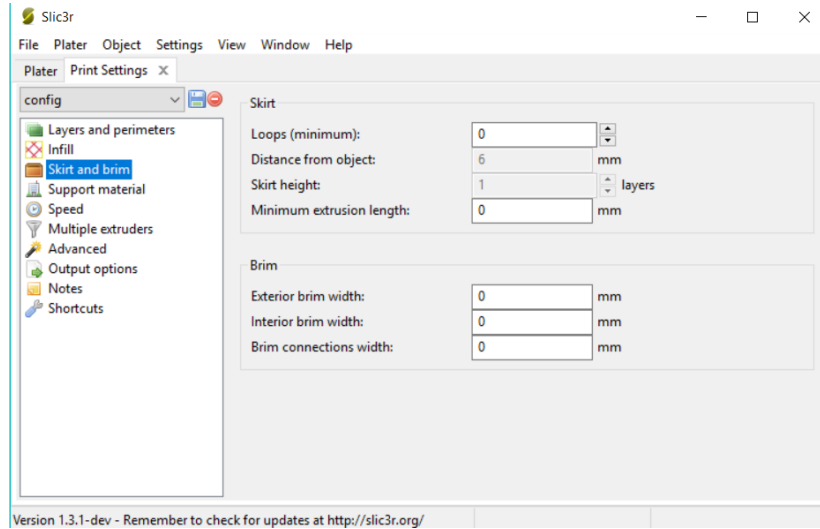 Slic3r
File Plater Object Settings View Window Help
Plater Print Settings
config
Layers and perimeters
Infill
Skirt and brim
Support material
Speed
Multiple extruders
Advanced
Output options
Notes
Shortcuts
Skirt
Loops (minimum): 0
Distance from object: 6 mm
Skirt height: 1 layers
Minimum extrusion length: 0 mm
Brim
Exterior brim width: 0 mm
Interior brim width: 0 mm
Brim connections width: 0 mm
Version 1.3.1-dev - Remember to check for updates at http://slic3r.org/